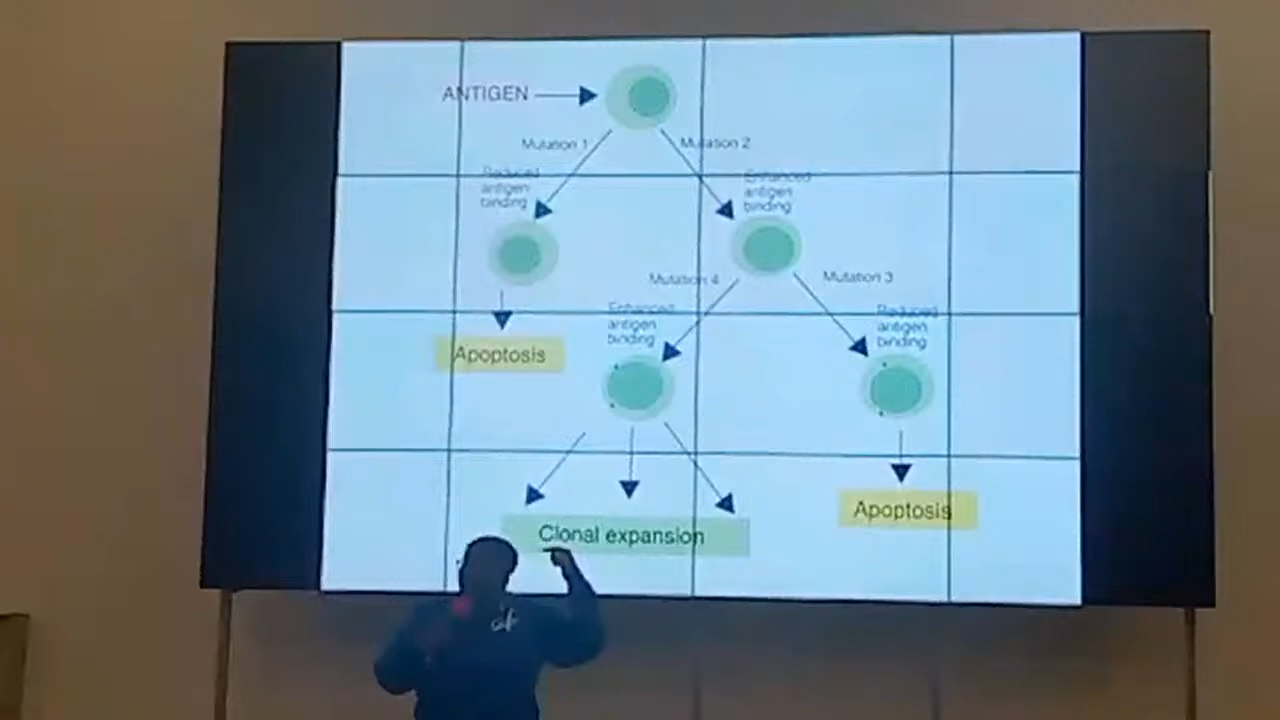 ANTIGEN
Mutation 1
Mutation 2
Reduced
antigen
binding
Enhanced
antigen
binding
Mutation 4
Mutation 3
Enhanced
antigen
binding
Reduced
antigen
binding
Apoptosis
Apoptosis
Clonal expansion